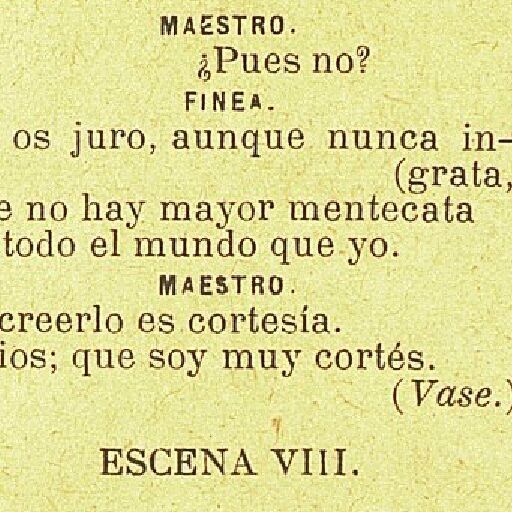 MAESTRO.
¿Pues no?
FINEA.
os juro, aunque nunca in-
(grata,
no hay mayor mentecata
todo el mundo que yo.
MAESTRO.
creerlo es cortesía.
ios; que soy muy cortés.
(Vase.)
ESCENA VIII.